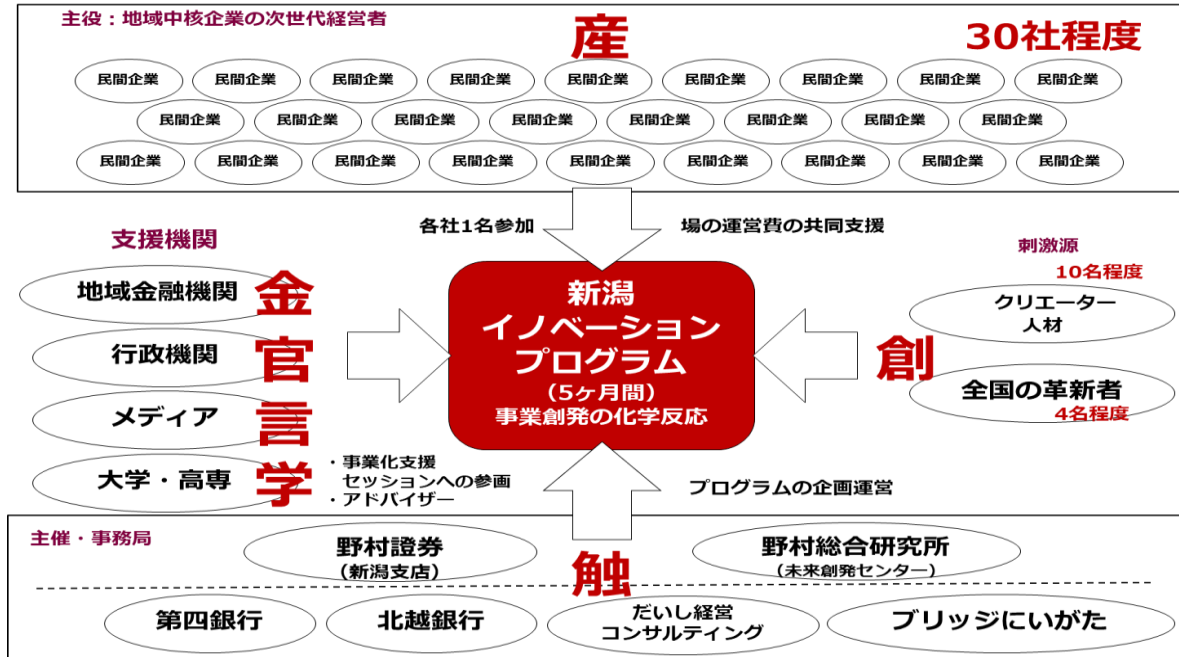 主役：地域中核企業の次世代経営者
産
30社程度
民間企業 民間企業 民間企業 民間企業 民間企業 民間企業 民間企業 民間企業 民間企業
民間企業 民間企業 民間企業 民間企業 民間企業 民間企業 民間企業 民間企業
民間企業 民間企業 民間企業 民間企業 民間企業 民間企業 民間企業 民間企業 民間企業
各社1名参加
場の運営費の共同支援
支援機関
地域金融機関
金
行政機関
官
メディア
言
大学・高専
学
・事業化支援
セッションへの参画
・アドバイザー
新潟
イノベーション
プログラム
（5ヶ月間）
事業創発の化学反応
刺激源
10名程度
クリエーター
人材
創
全国の革新者
4名程度
プログラムの企画運営
主催・事務局
触
野村證券
（新潟支店）
野村総合研究所
（未来創発センター）
第四銀行
北越銀行
だいし経営
コンサルティング
ブリッジにいがた